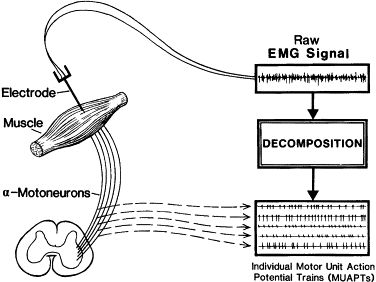 Raw
EMG Signal
Electrode
Muscle
DECOMPOSITION
α-Motoneurons
Individual Motor Unit Action
Potential Trains (MUAPTs)